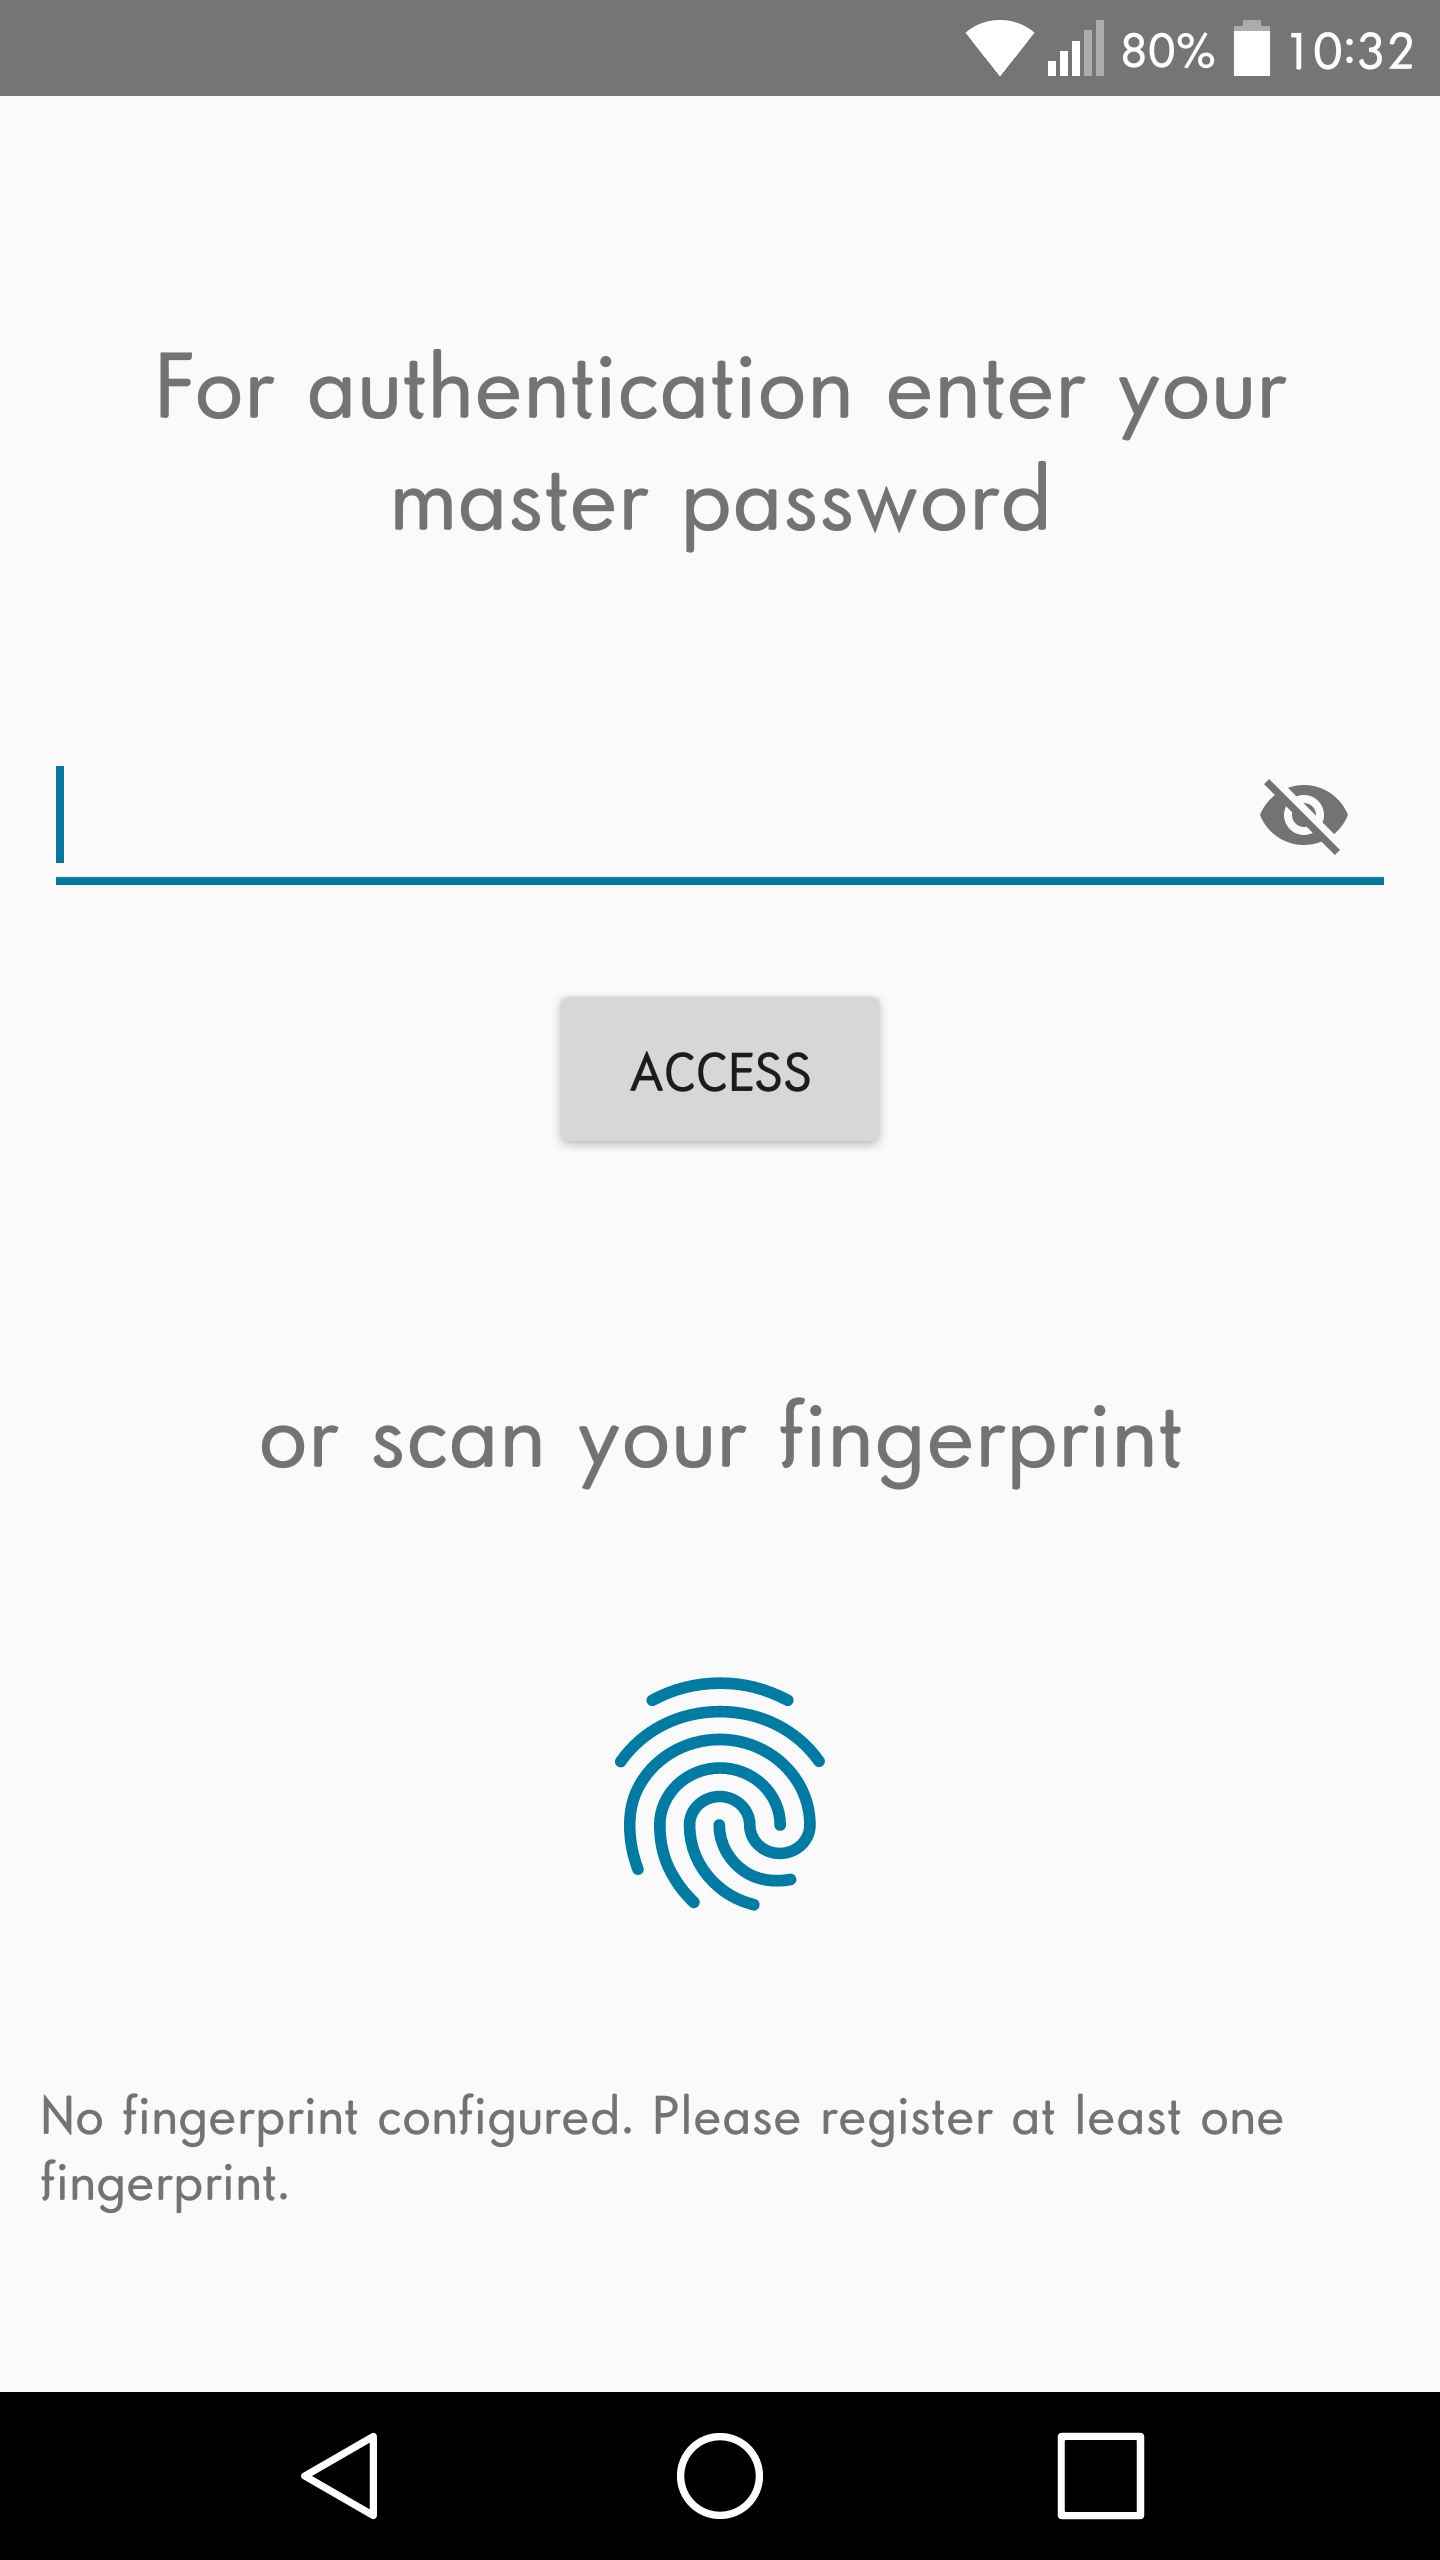 80% 10:32
For authentication enter your
master password
ACCESS
or scan your fingerprint
No fingerprint configured. Please register at least one
fingerprint.